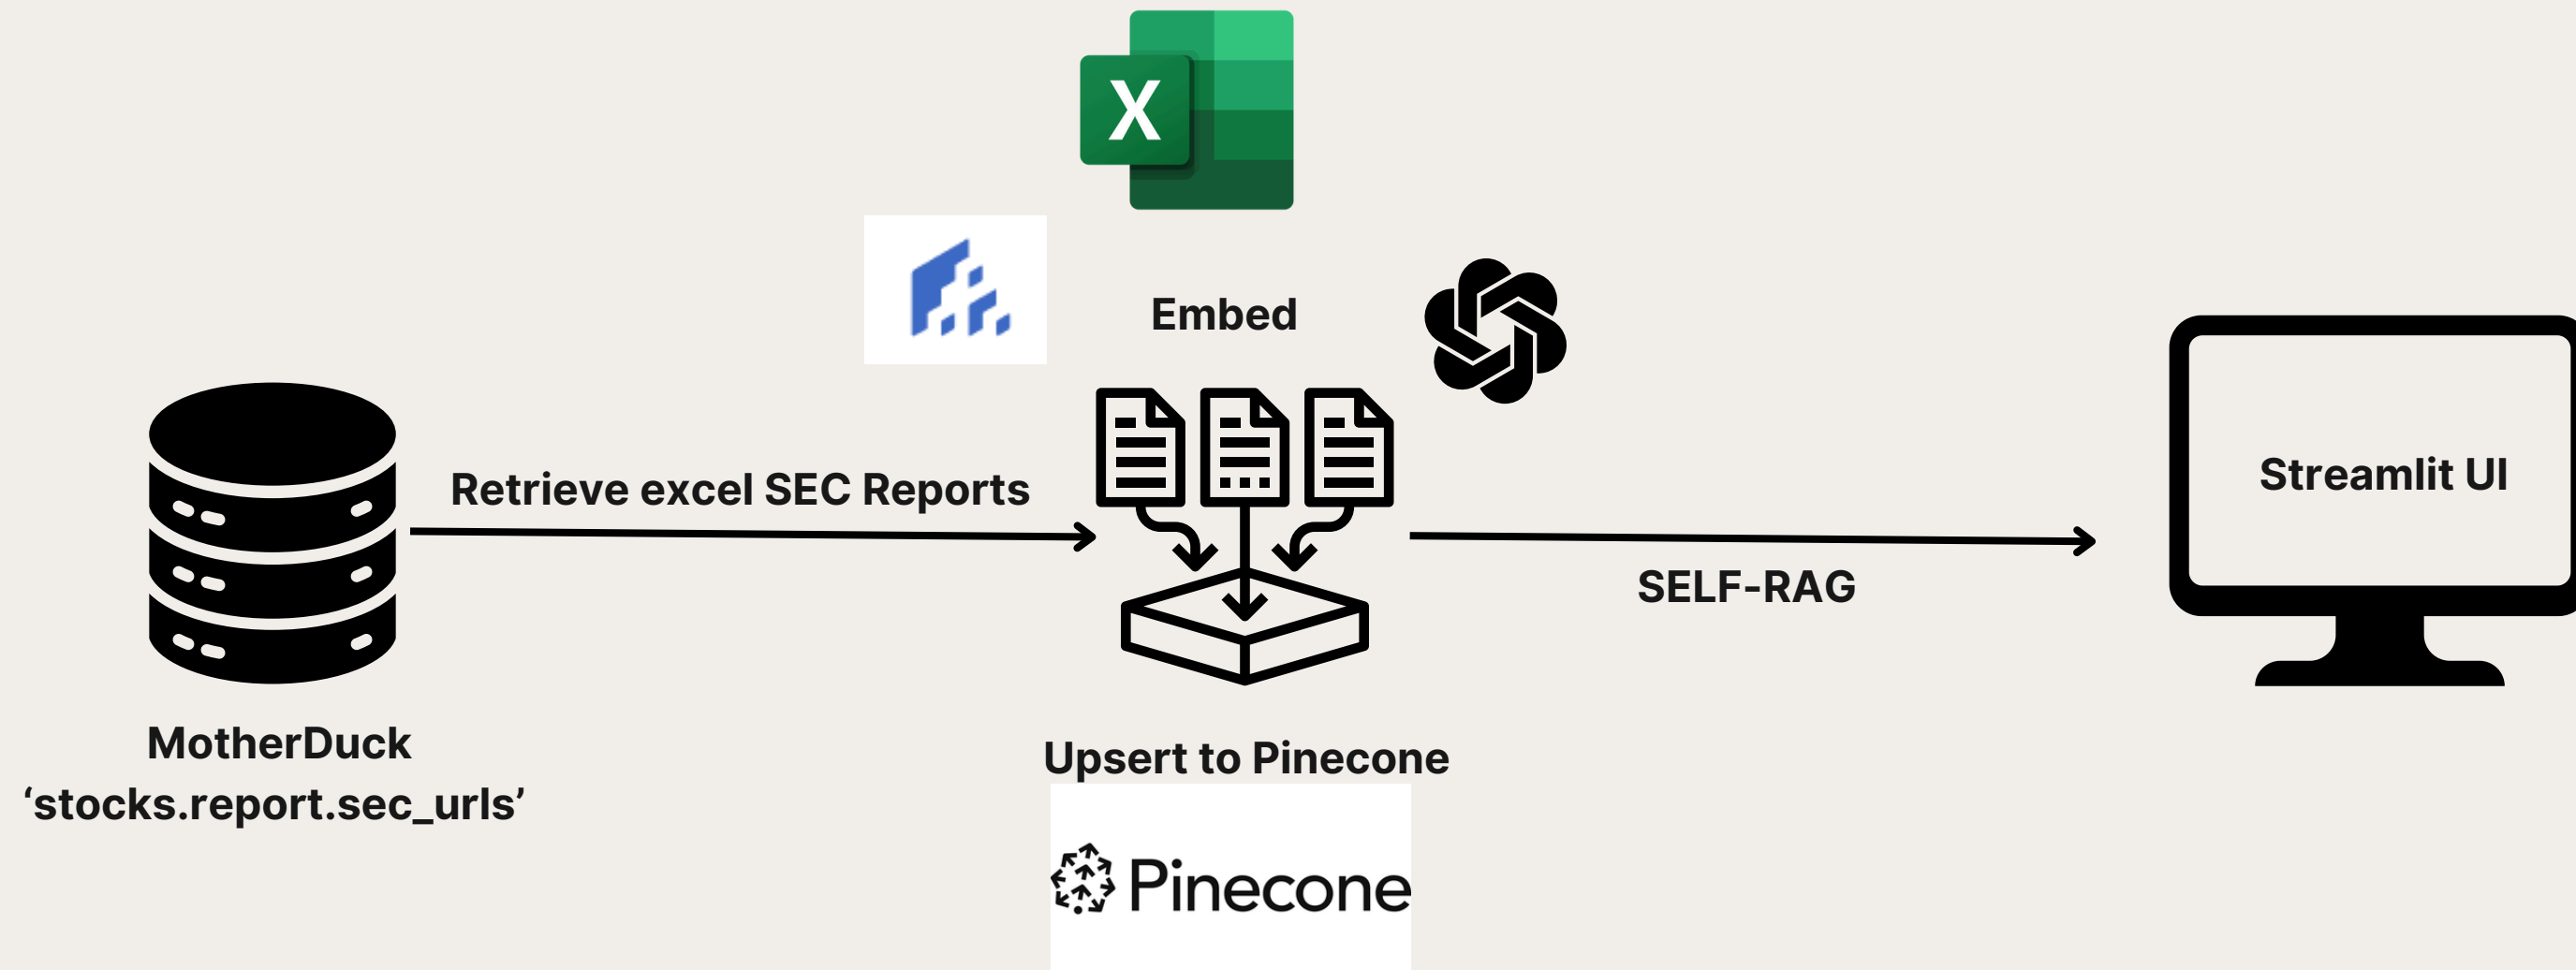 X
Embed
Retrieve excel SEC Reports
Streamlit UI
SELF-RAG
MotherDuck
‘stocks.report.sec_urls’
Upsert to Pinecone
Pinecone